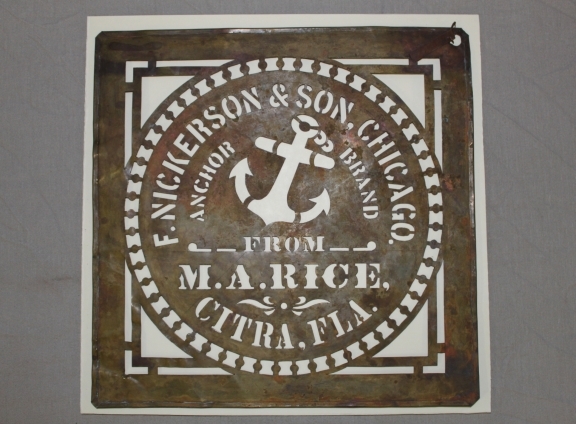 F. NICKERSON & SON, CHICAGO.
ANCHOR BRAND
FROM
M.A.RICE,
CITRA, FLA.